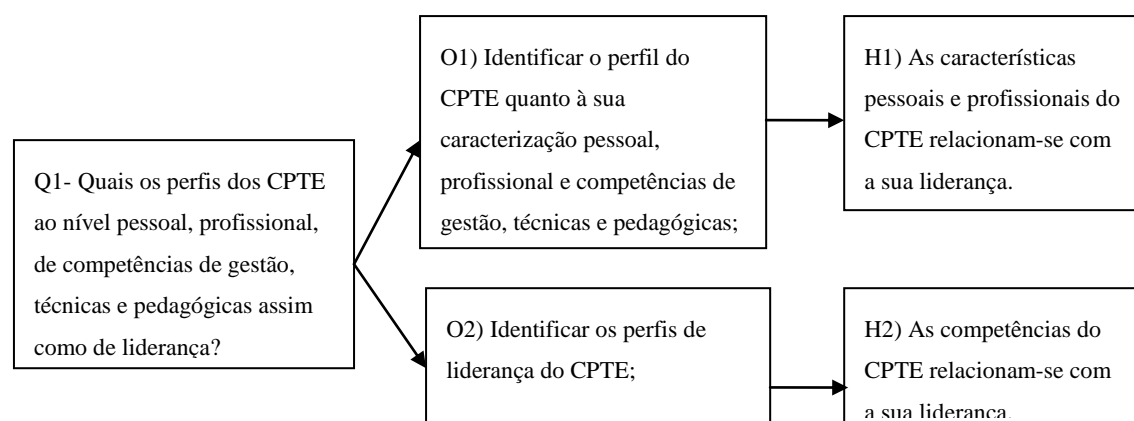 Q1- Quais os perfis dos CPTE
ao nível pessoal, profissional,
de competências de gestão,
técnicas e pedagógicas assim
como de liderança?
O1) Identificar o perfil do
CPTE quanto à sua
caracterização pessoal,
profissional e competências de
gestão, técnicas e pedagógicas;
H1) As características
pessoais e profissionais do
CPTE relacionam-se com
a sua liderança.
O2) Identificar os perfis de
liderança do CPTE;
H2) As competências do
CPTE relacionam-se com
a sua liderança.